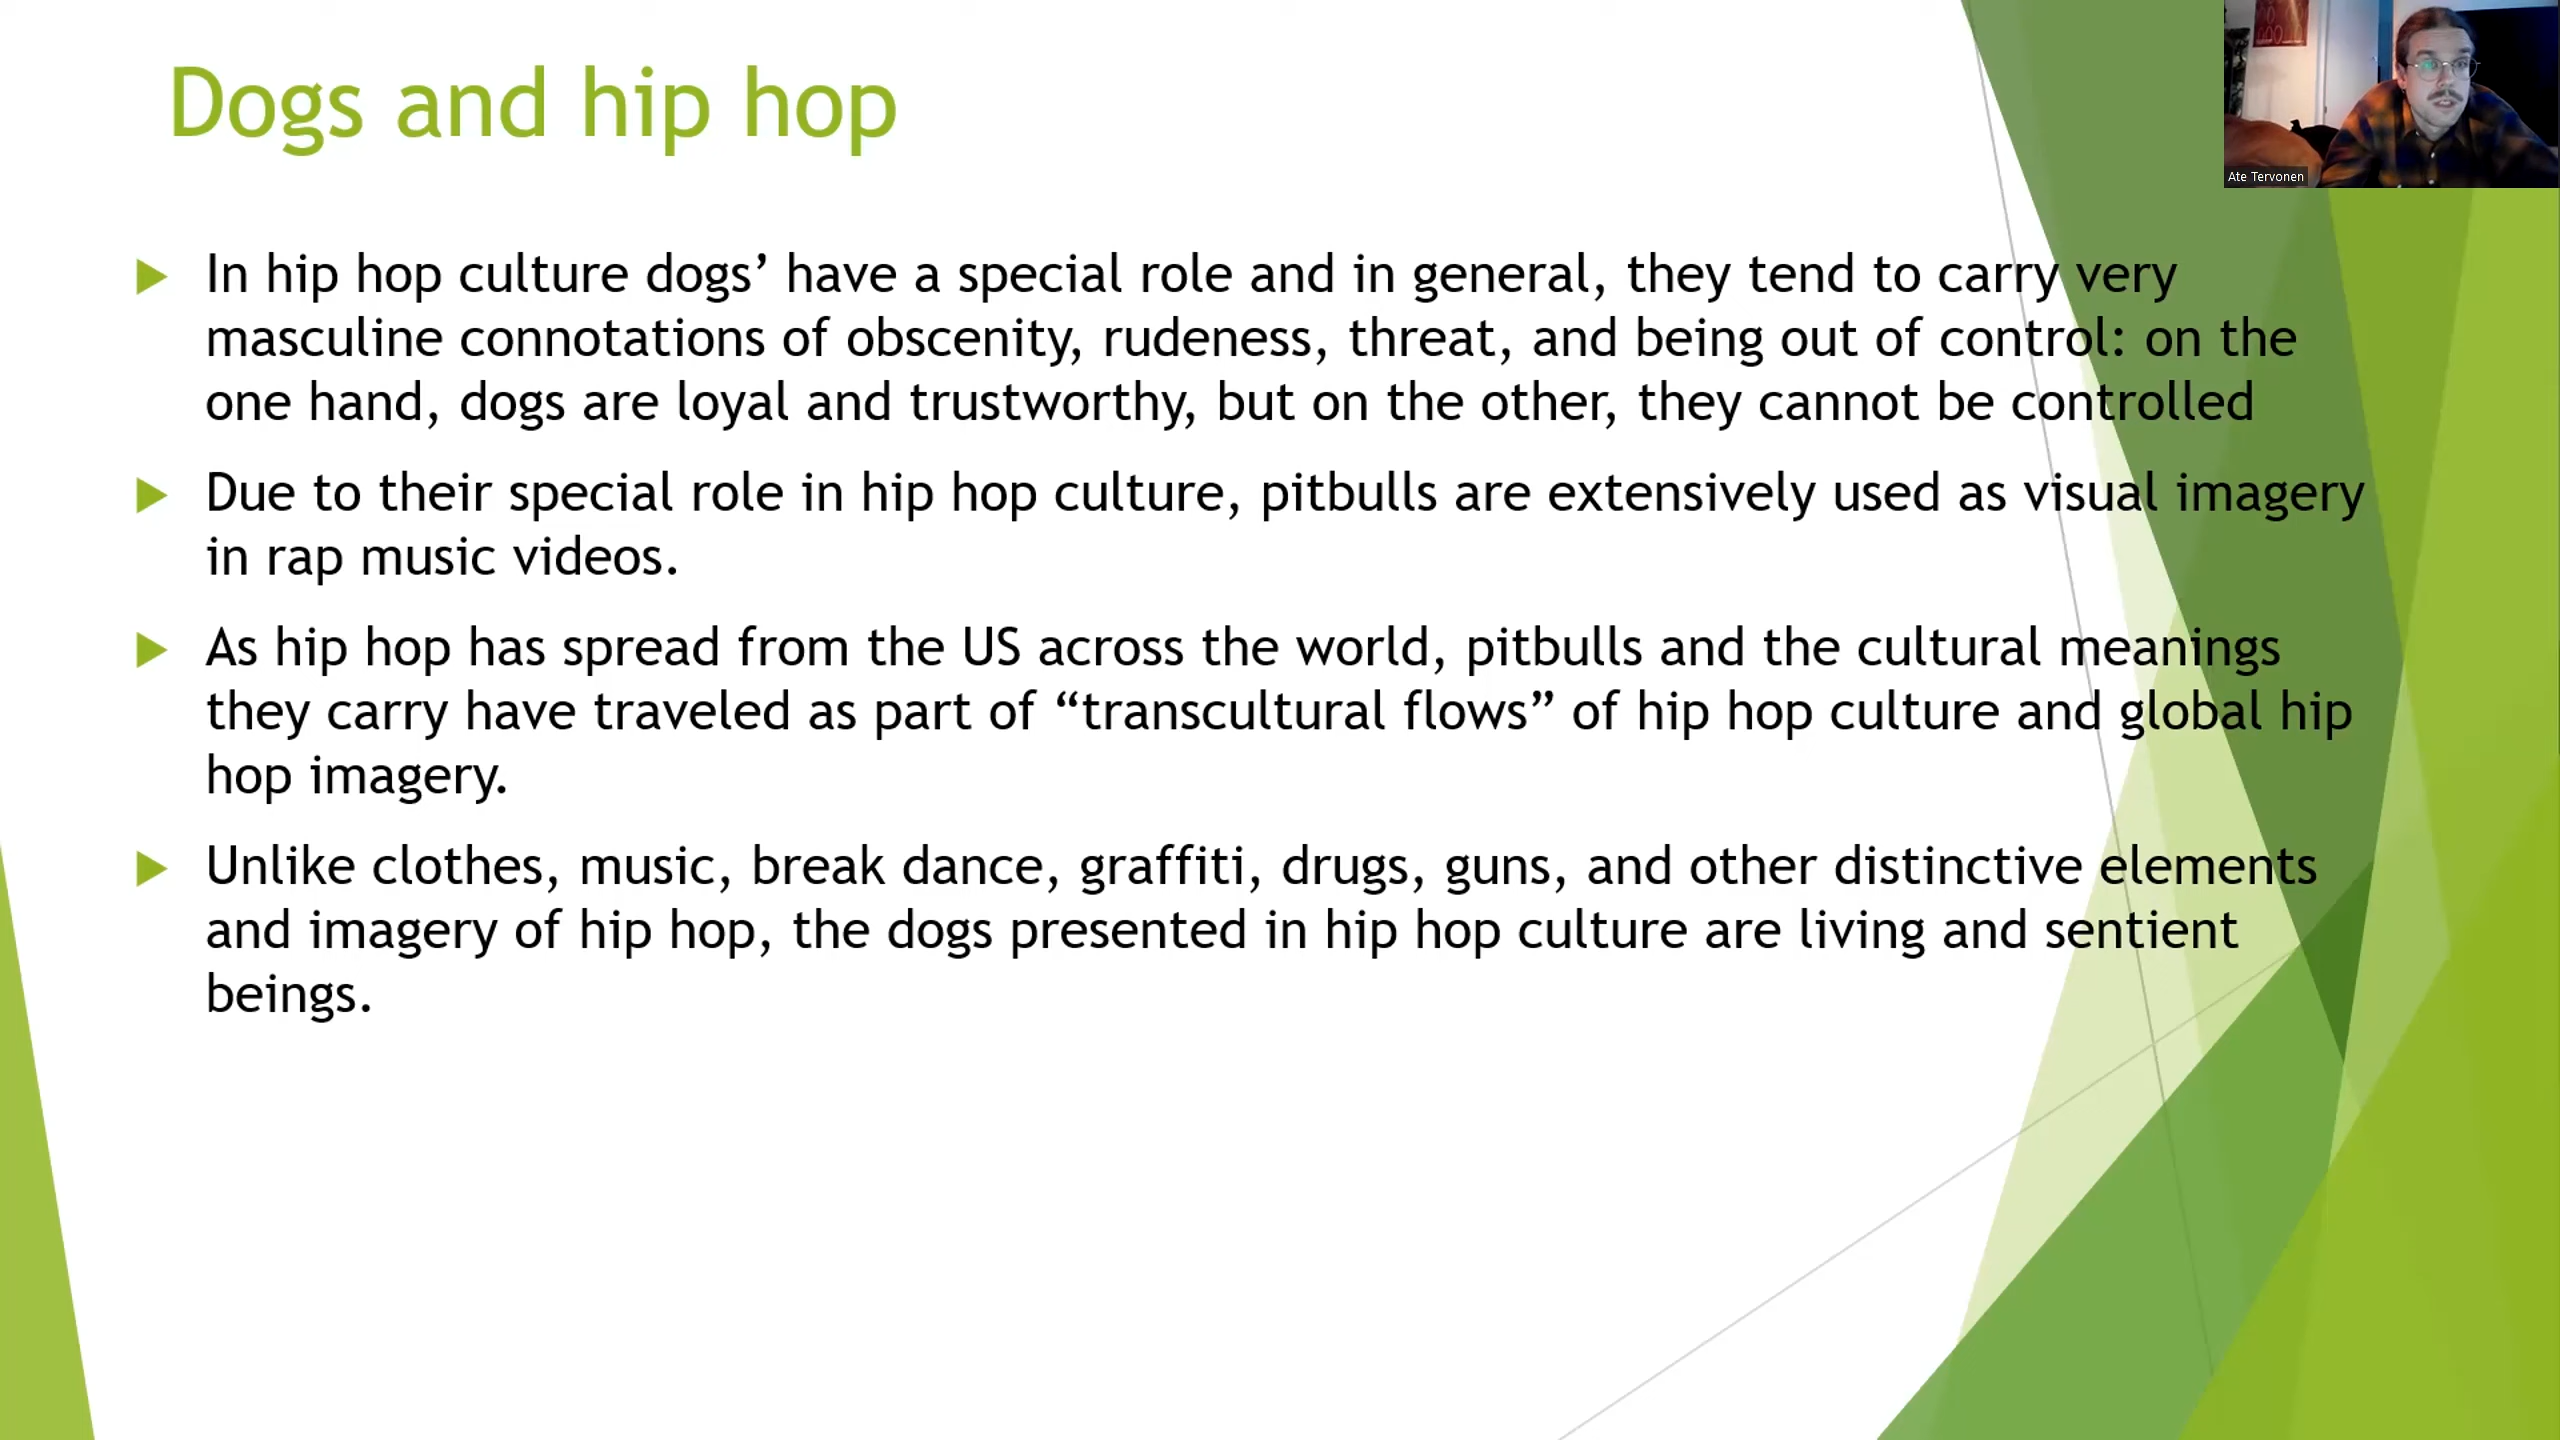 Dogs and hip hop
Ate Tervonen
In hip hop culture dogs’ have a special role and in general, they tend to carry very
masculine connotations of obscenity, rudeness, threat, and being out of control: on the
one hand, dogs are loyal and trustworthy, but on the other, they cannot be controlled
Due to their special role in hip hop culture, pitbulls are extensively used as visual imagery
in rap music videos.
As hip hop has spread from the US across the world, pitbulls and the cultural meanings
they carry have traveled as part of “transcultural flows” of hip hop culture and global hip
hop imagery.
Unlike clothes, music, break dance, graffiti, drugs, guns, and other distinctive elements
and imagery of hip hop, the dogs presented in hip hop culture are living and sentient
beings.